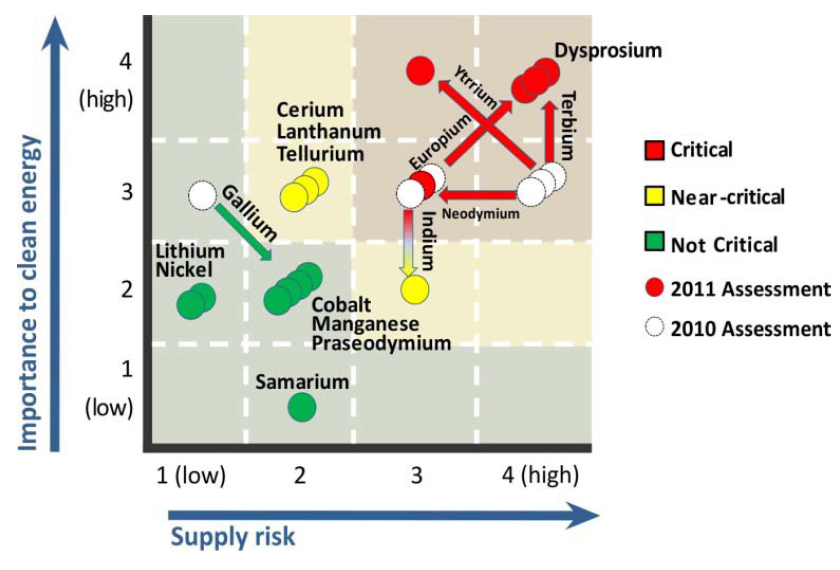 4
(high)
3
2
1
(low)
Importance to clean energy
Dysprosium
Ytrrium
Terbium
Europium
Cerium
Lanthanum
Tellurium
Gallium
Neodymium
Indium
Lithium
Nickel
Cobalt
Manganese
Praseodymium
Samarium
1 (low)
2
3
4 (high)
Supply risk
Critical
Near-critical
Not Critical
2011 Assessment
2010 Assessment